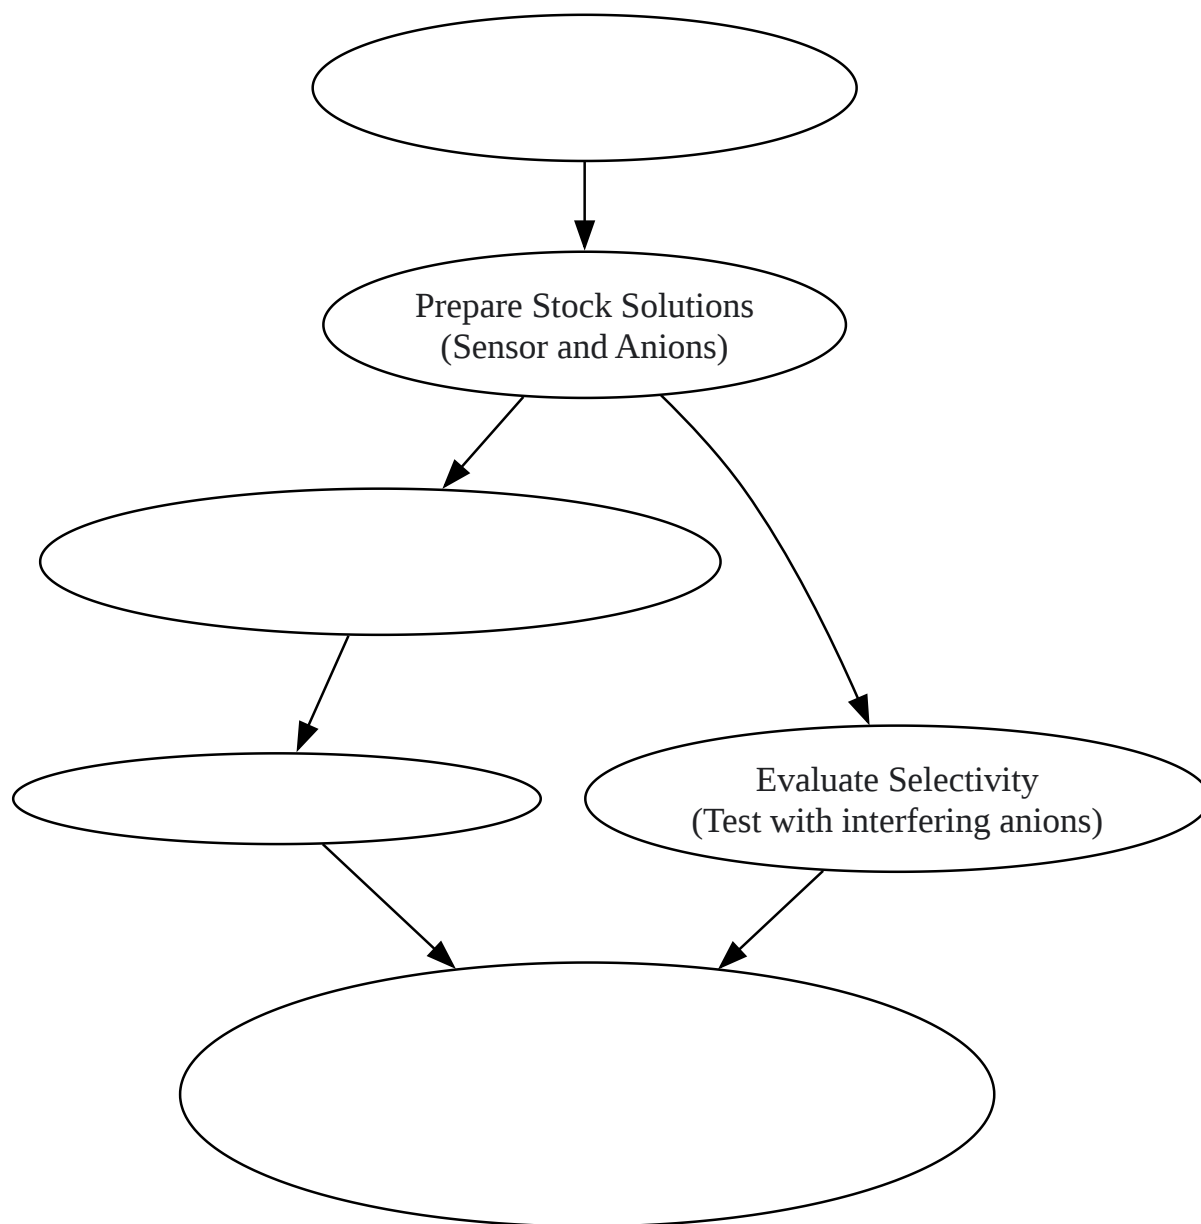 Prepare Stock Solutions
(Sensor and Anions)
Evaluate Selectivity
(Test with interfering anions)